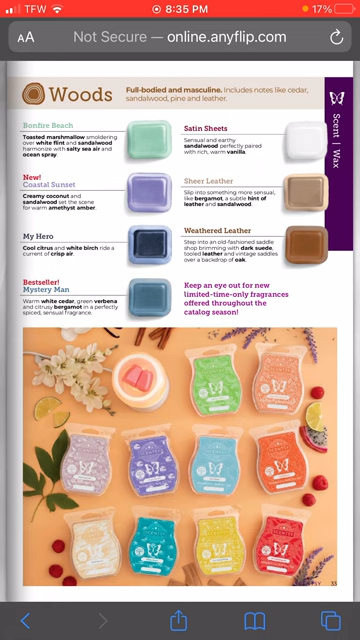 TFW
8:35 PM
17%
AA
Not Secure — online.anyflip.com
Woods
Full-bodied and masculine. Includes notes like cedar,
sandalwood, pine and leather.
Scent | Wax
Bonfire Beach
Toasted marshmallow smoldering
over white flint and sandalwood
harmonize with salty sea air and
ocean spray.
New!
Coastal Sunset
Creamy coconut and
sandalwood set the scene
for warm amethyst amber.
My Hero
Cool citrus and white birch ride a
current of crisp air.
Bestseller!
Mystery Man
Warm white cedar, green verbena
and citrusy bergamot in a perfectly
spiced, sensual fragrance.
Satin Sheets
Sensual and earthy
sandalwood perfectly paired
with rich, warm vanilla.
Sheer Leather
Slip into something more sensual,
like bergamot, a subtle hint of
leather and sandalwood.
Weathered Leather
Step into an old-fashioned saddle
shop brimming with dark suede,
tooled leather and vintage saddles
over a backdrop of oak.
Keep an eye out for new
limited-time-only fragrances
offered throughout the
catalog season!
33